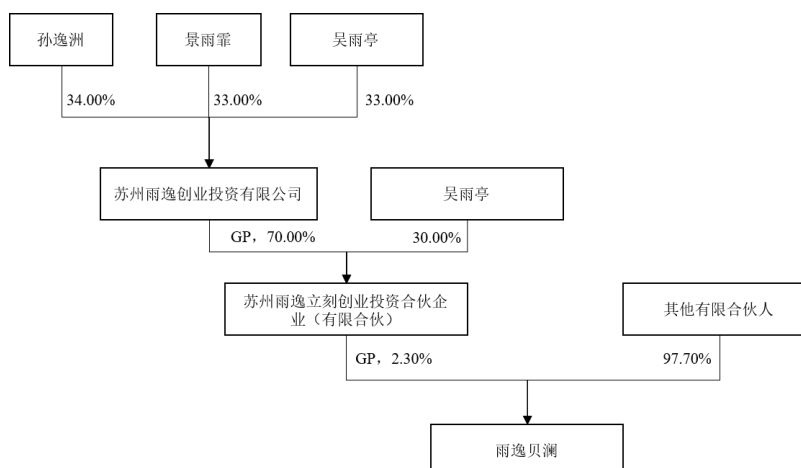 孙逸洲
景雨霏
吴雨亭
34.00%
33.00%
33.00%
苏州雨逸创业投资有限公司
吴雨亭
GP，70.00%
30.00%
苏州雨逸立刻创业投资合伙企
业（有限合伙）
其他有限合伙人
GP，2.30%
97.70%
雨逸贝澜